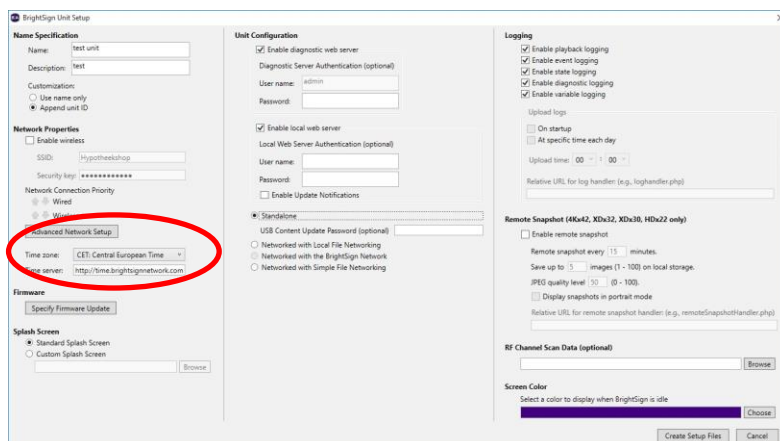 BrightSign Unit Setup
Name Specification
Name: test unit
Description: test
Customization:
Use name only
Append unit ID
Network Properties
Enable wireless
SSID: Hypotheekshop
Security key: ●●●●●●●●●●●●
Network Connection Priority
Wired
Advanced Network Setup
Time zone: CET: Central European Time
Time server: http://time.brightsignnetwork.com
Firmware
Specify Firmware Update
Splash Screen
Standard Splash Screen
Custom Splash Screen
Browse
Unit Configuration
Enable diagnostic web server
Diagnostic Server Authentication (optional)
User name: admin
Password:
Enable local web server
Local Web Server Authentication (optional)
User name:
Password:
Enable Update Notifications
Standalone
USB Content Update Password (optional)
Networked with Local File Networking
Networked with the BrightSign Network
Networked with Simple File Networking
Logging
Enable playback logging
Enable event logging
Enable state logging
Enable diagnostic logging
Enable variable logging
Upload logs
On startup
At specific time each day
Upload time: 00 : 00
Relative URL for log handler: (e.g., loghandler.php)
Remote Snapshot (4Kx42, XDx32, XDx30, HDx22 only)
Enable remote snapshot
Remote snapshot every 15 minutes.
Save up to 5 images (1 - 100) on local storage.
JPEG quality level 50 (0 - 100).
Display snapshots in portrait mode
Relative URL for remote snapshot handler: (e.g., remoteSnapshotHandler.php)
RF Channel Scan Data (optional)
Browse
Screen Color
Select a color to display when BrightSign is idle
Choose
Create Setup Files
Cancel